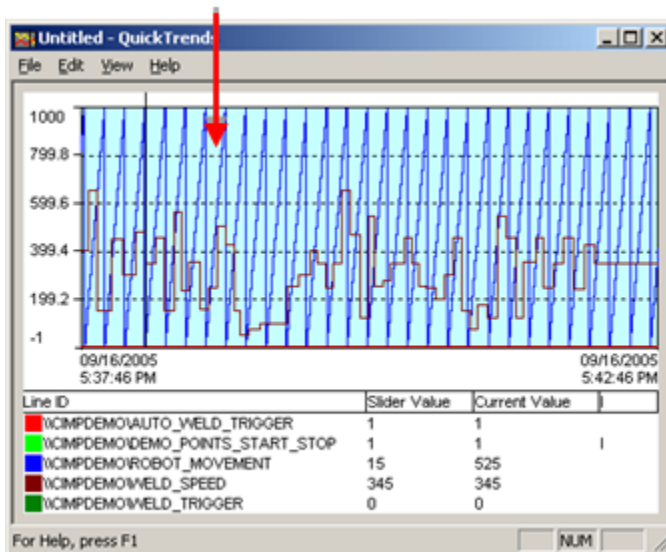 Untitled - QuickTrends
File Edit View Help
1000
799.8
599.6
399.4
199.2
-1
09/16/2005 09/16/2005
5:37:46 PM 5:42:46 PM
Line ID Slider Value Current Value
\\CIMPDEMO\AUTO_WELD_TRIGGER 1 1
\\CIMPDEMO\DEMO_POINTS_START_STOP 1 1
\\CIMPDEMO\ROBOT_MOVEMENT 15 525
\\CIMPDEMO\WELD_SPEED 345 345
\\CIMPDEMO\WELD_TRIGGER 0 0
For Help, press F1 NUM